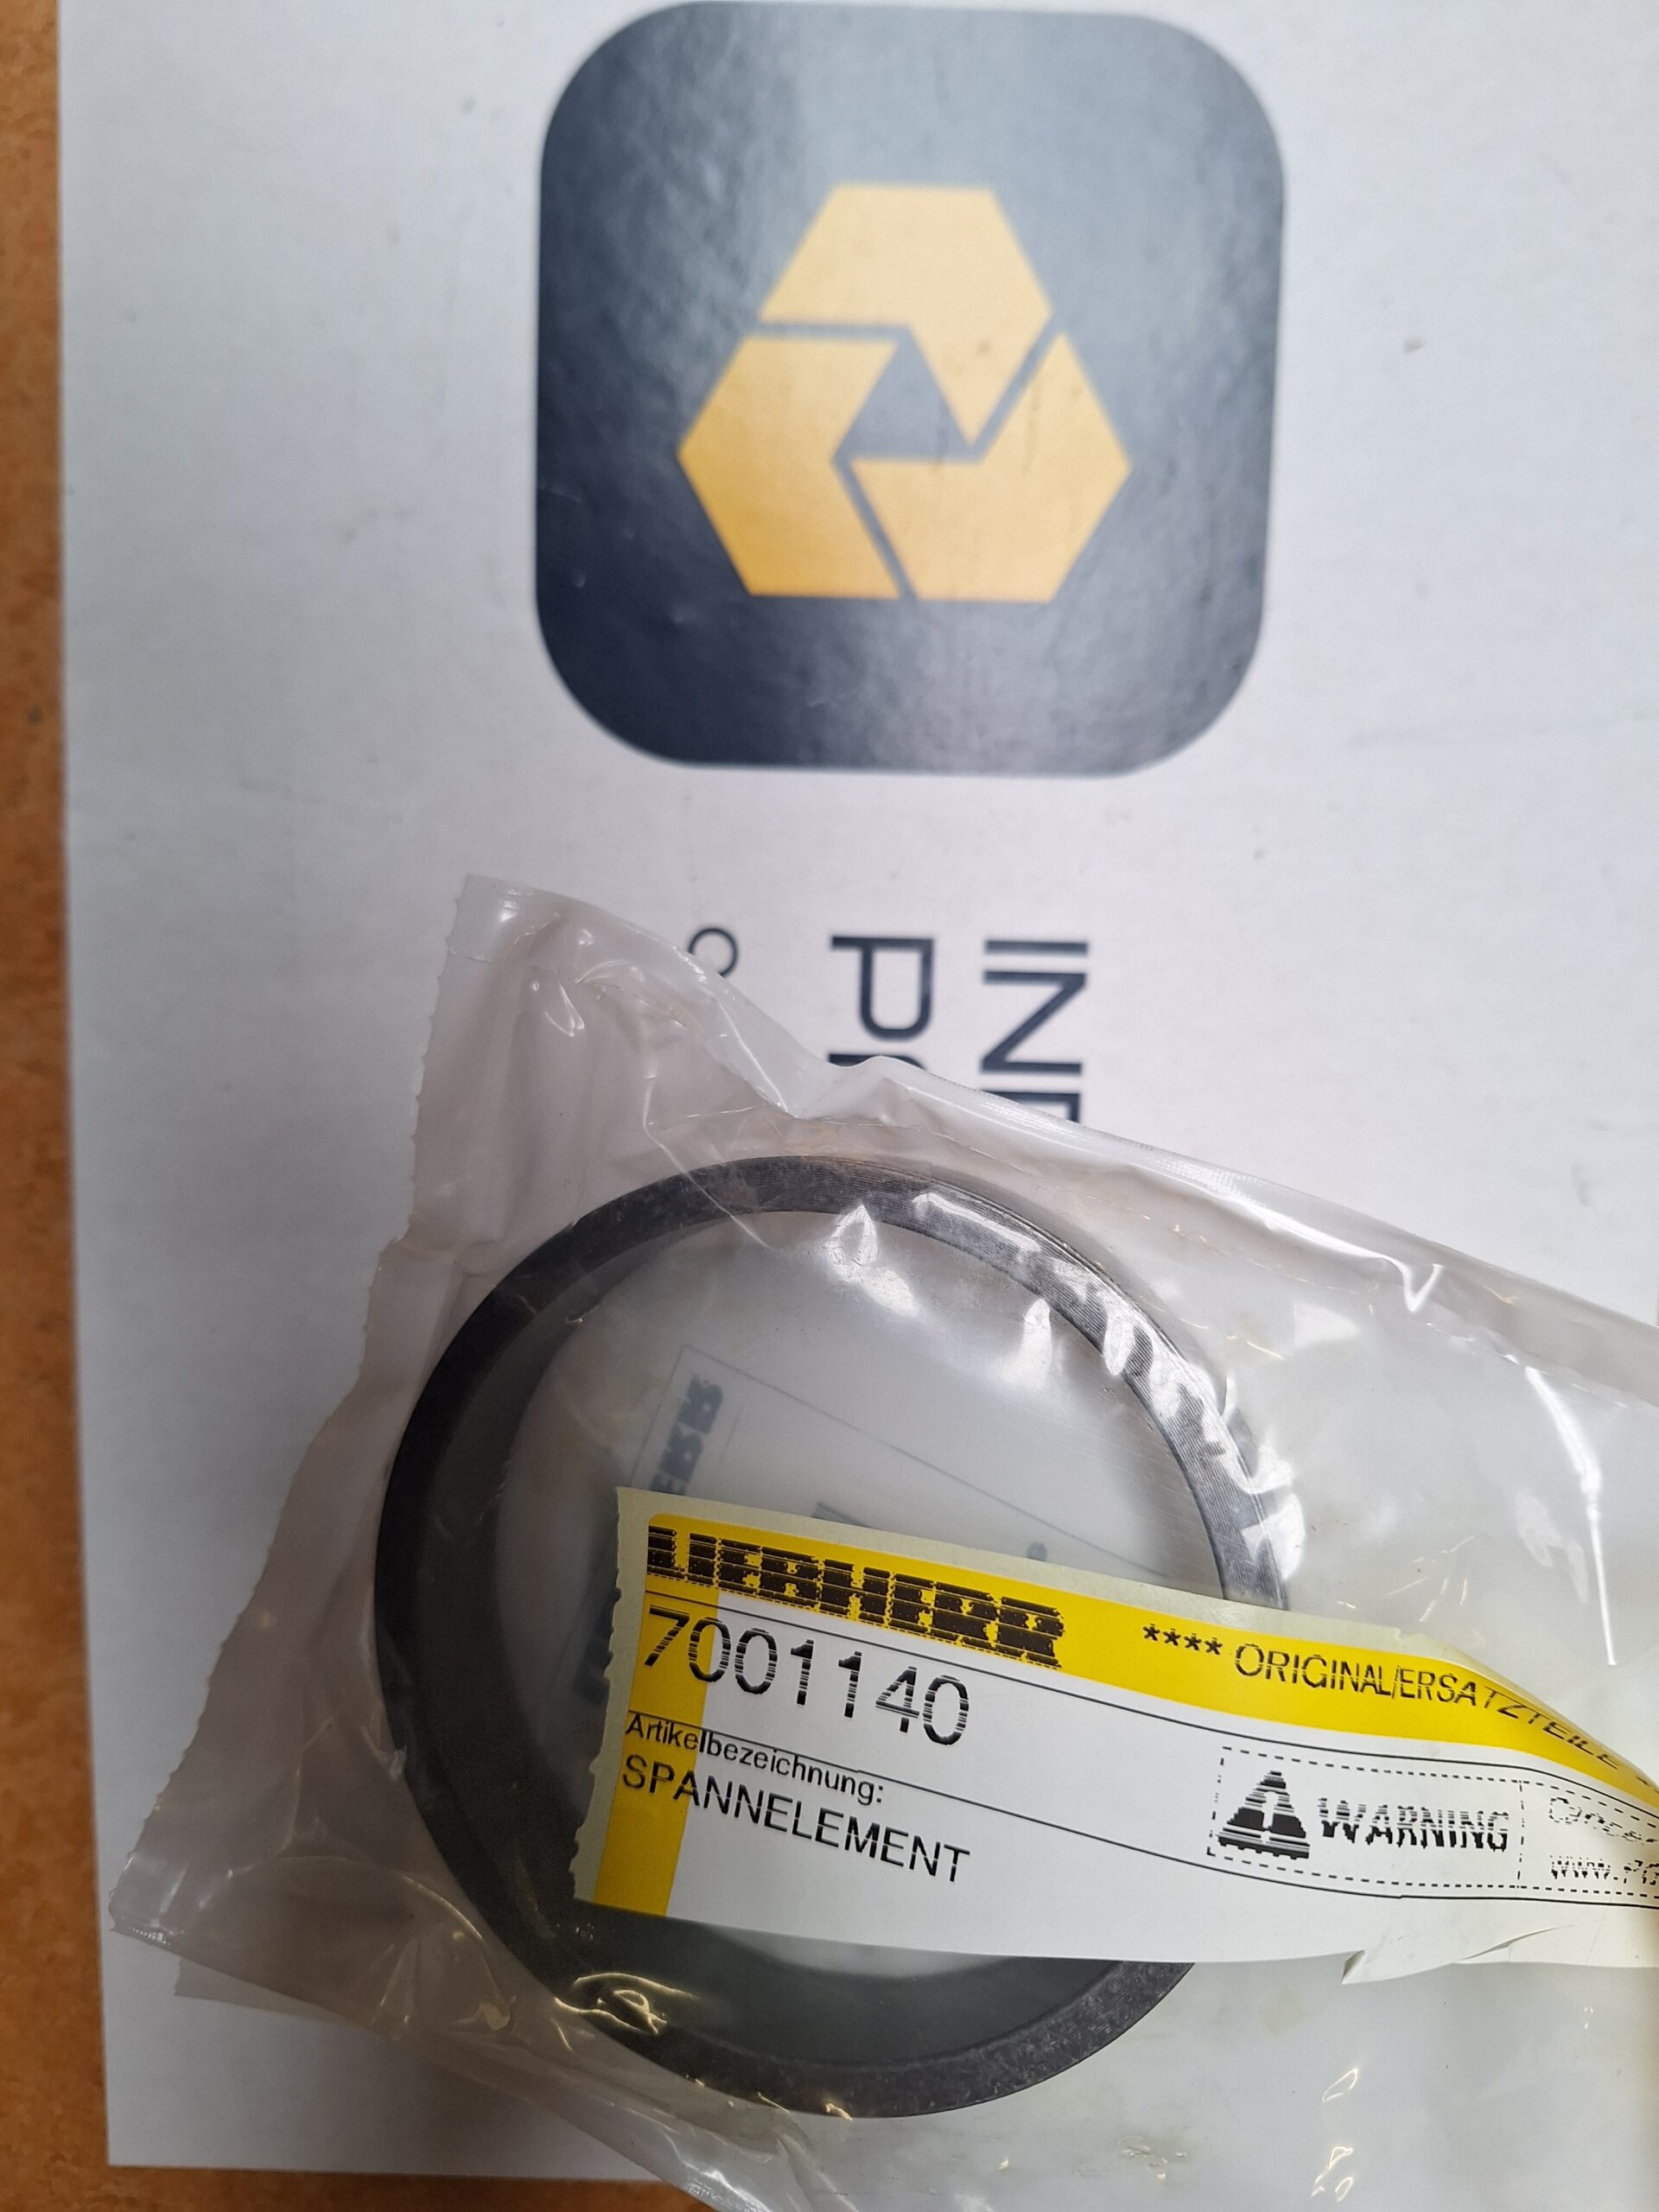 LIEBHERR
**** ORIGINAL/ERSATZTEILE
7001140
Artikelbezeichnung:
SPANNELEMENT
WARNING